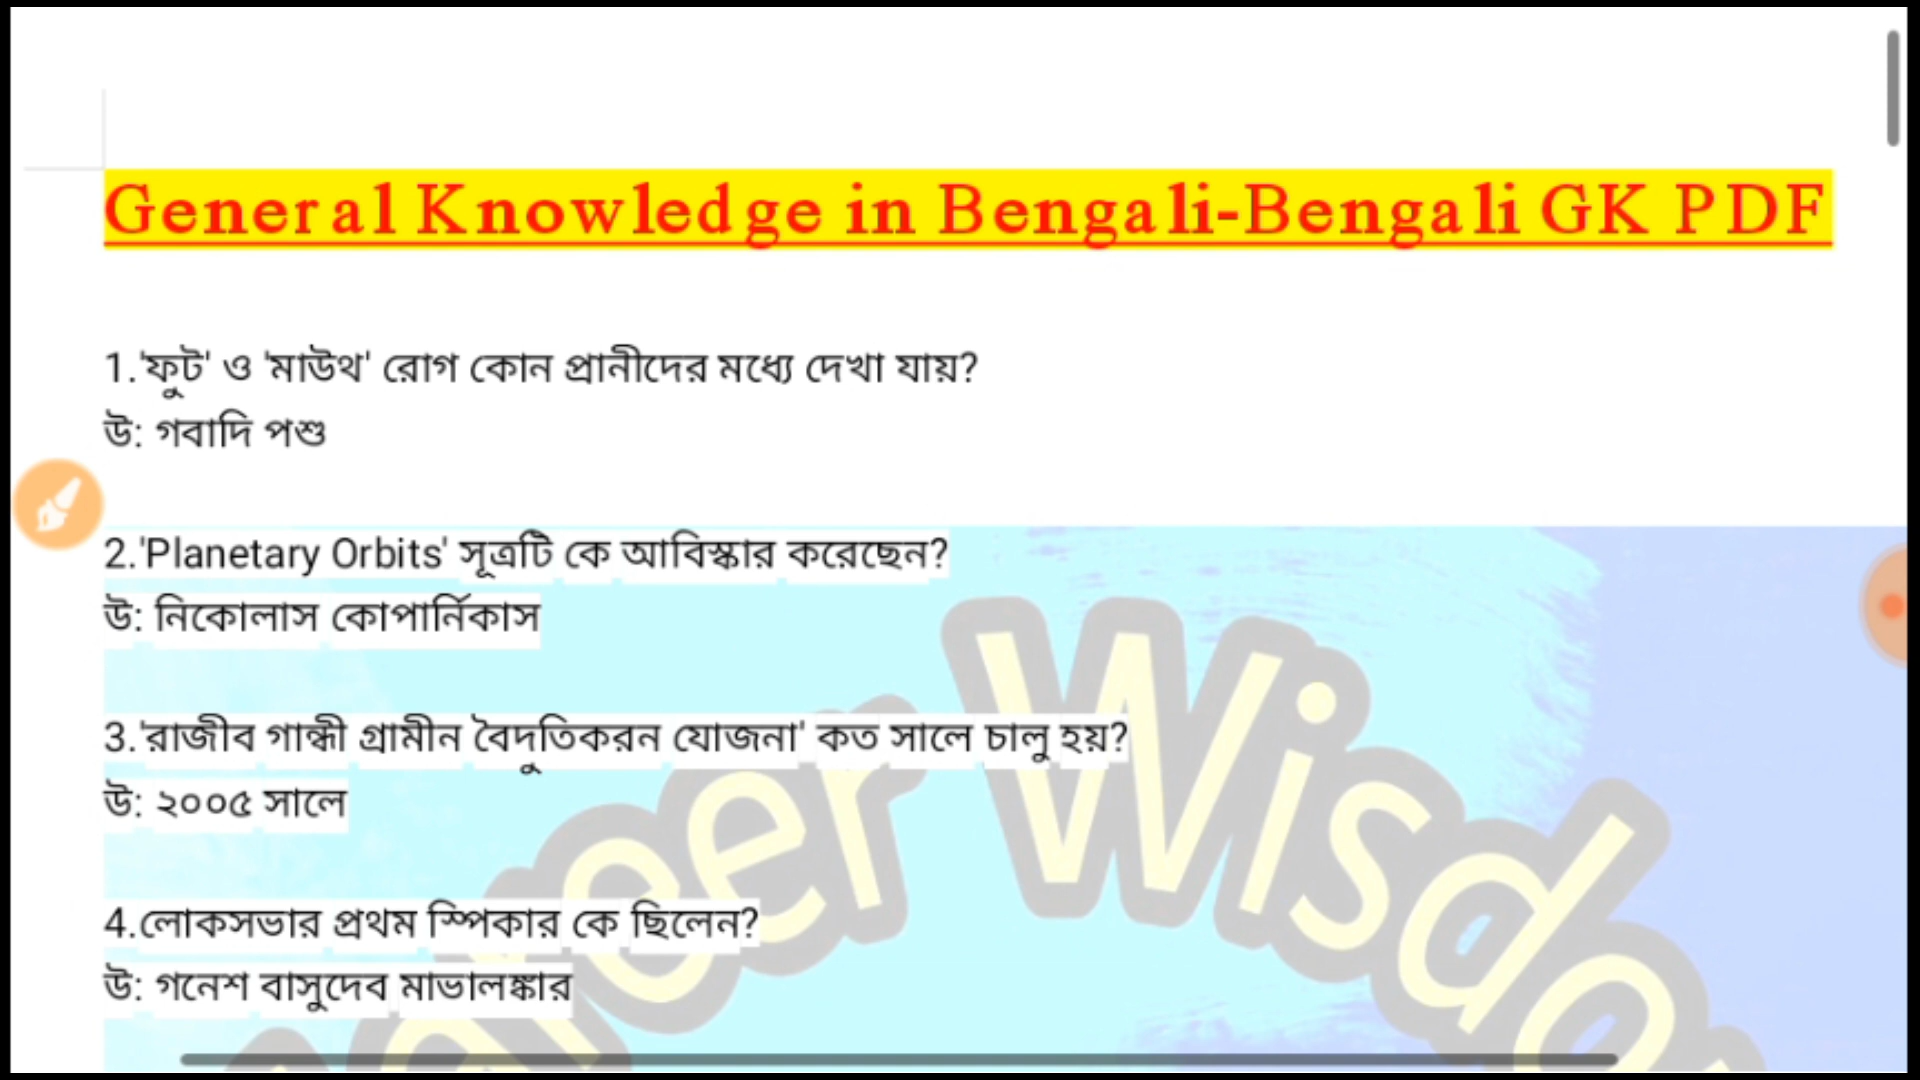 General Knowledge in Bengali-Bengali GK PDF
1.'ফুট' ও 'মাউথ' রোগ কোন প্রানীদের মধ্যে দেখা যায়?
উ: গবাদি পশু
2.'Planetary Orbits' সূত্রটি কে আবিস্কার করেছেন?
উ: নিকোলাস কোপার্নিকাস
3.'রাজীব গান্ধী গ্রামীন বৈদুতিকরন যোজনা' কত সালে চালু হয়?
উ: ২০০৫ সালে
4.লোকসভার প্রথম স্পিকার কে ছিলেন?
উ: গনেশ বাসুদেব মাভালঙ্কার